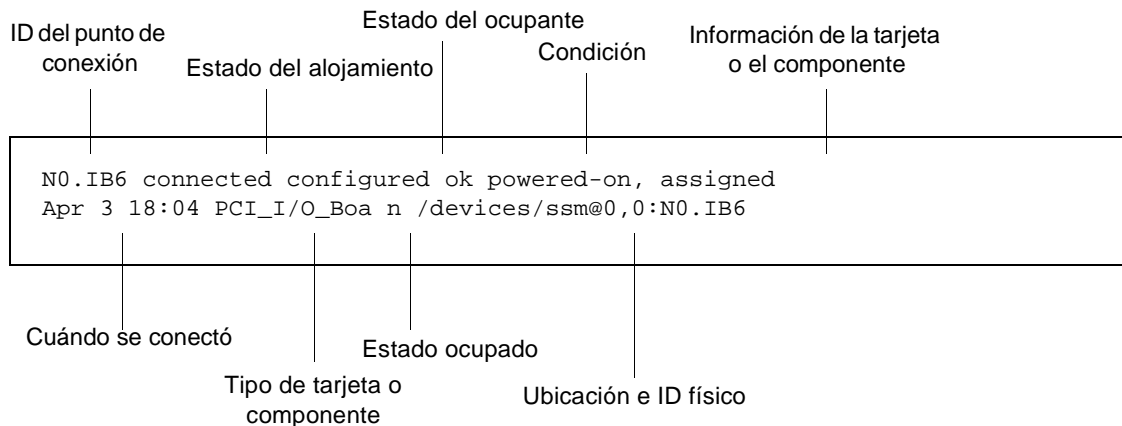 ID del punto de
conexión
Estado del alojamiento
Estado del ocupante
Condición
Información de la tarjeta
o el componente
N0.IB6 connected configured ok powered-on, assigned
Apr 3 18:04 PCI_I/O_Boa n /devices/ssm@0,0:N0.IB6
Cuándo se conectó
Tipo de tarjeta o
componente
Estado ocupado
Ubicación e ID físico